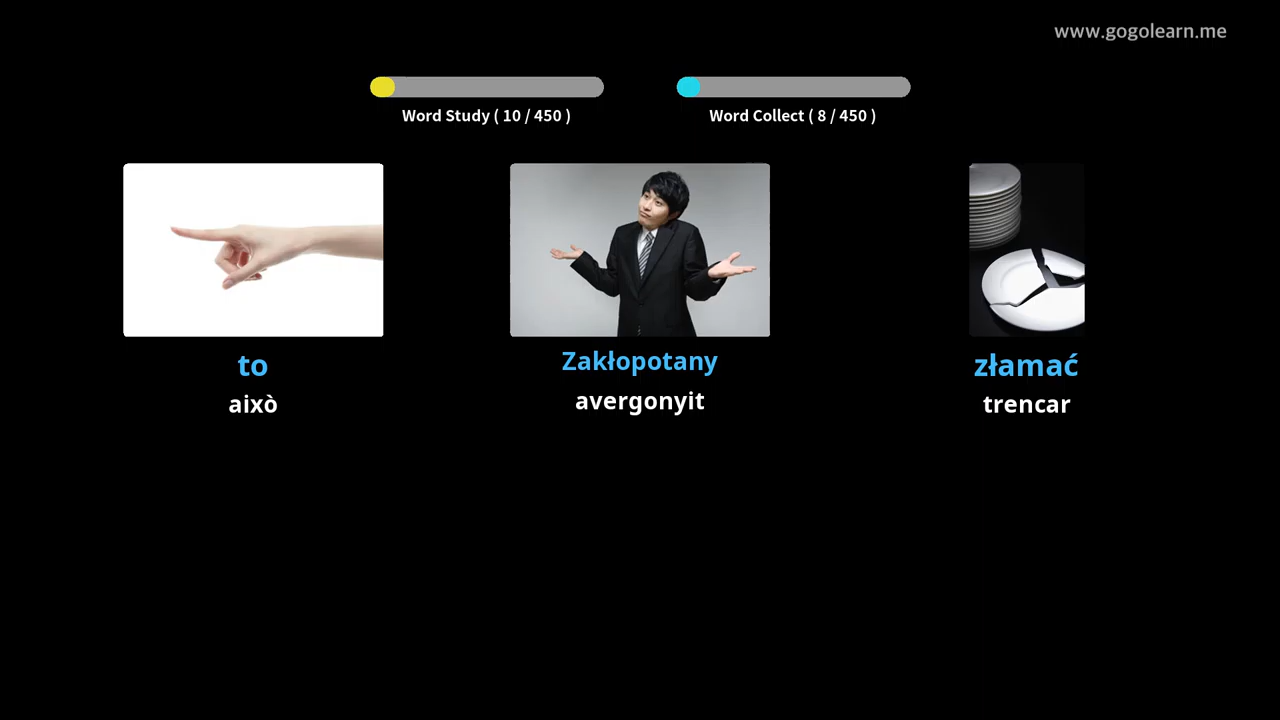 www.gogolearn.me
Word Study ( 10 / 450 )
Word Collect ( 8 / 450 )
to
això
Zakłopotany
avergonyit
złamać
trencar